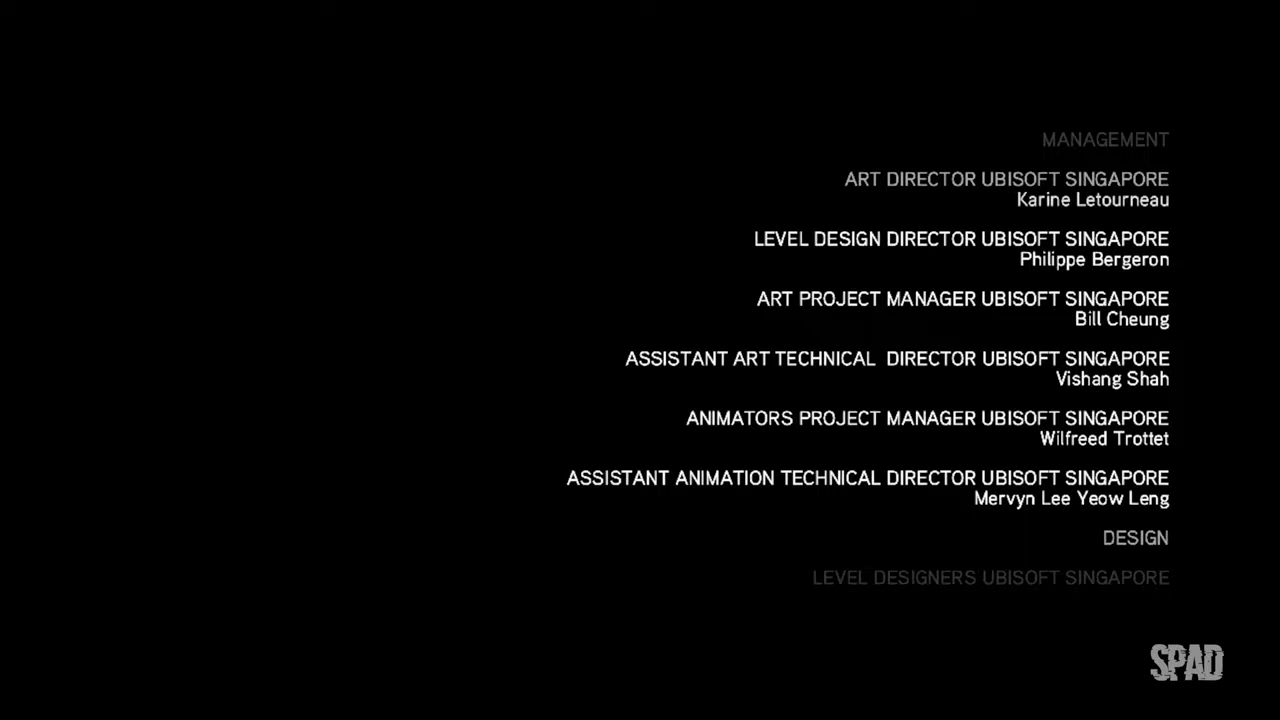 MANAGEMENT
ART DIRECTOR UBISOFT SINGAPORE
Karine Letourneau
LEVEL DESIGN DIRECTOR UBISOFT SINGAPORE
Philippe Bergeron
ART PROJECT MANAGER UBISOFT SINGAPORE
Bill Cheung
ASSISTANT ART TECHNICAL  DIRECTOR UBISOFT SINGAPORE
Vishang Shah
ANIMATORS PROJECT MANAGER UBISOFT SINGAPORE
Wilfreed Trottet
ASSISTANT ANIMATION TECHNICAL DIRECTOR UBISOFT SINGAPORE
Mervyn Lee Yeow Leng
DESIGN
LEVEL DESIGNERS UBISOFT SINGAPORE
SPAD